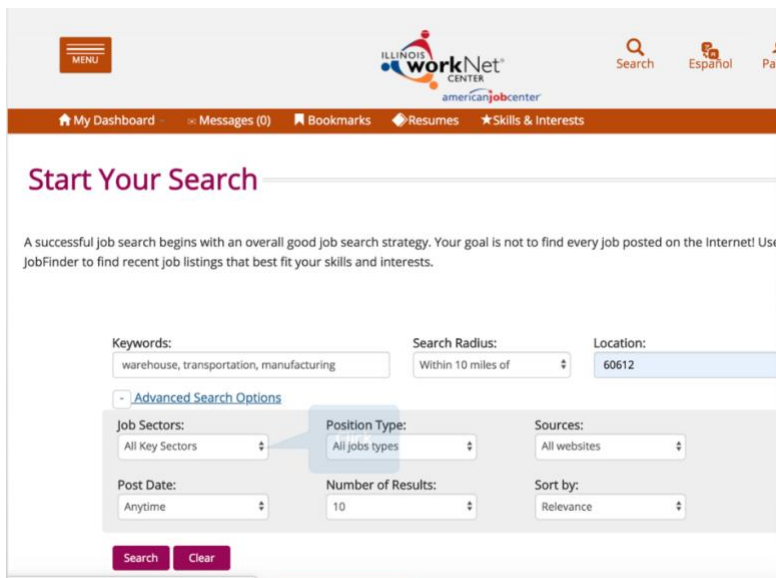 MENU
ILLINOIS
workNet®
CENTER
americanjobcenter
Search
Español
My Dashboard
Messages (0)
Bookmarks
Resumes
Skills & Interests
Start Your Search
A successful job search begins with an overall good job search strategy. Your goal is not to find every job posted on the Internet! Use
JobFinder to find recent job listings that best fit your skills and interests.
Keywords:
Search Radius:
Location:
warehouse, transportation, manufacturing
Within 10 miles of
60612
- Advanced Search Options
Job Sectors:
Position Type:
Sources:
All Key Sectors
All jobs types
All websites
Post Date:
Number of Results:
Sort by:
Anytime
10
Relevance
Search
Clear